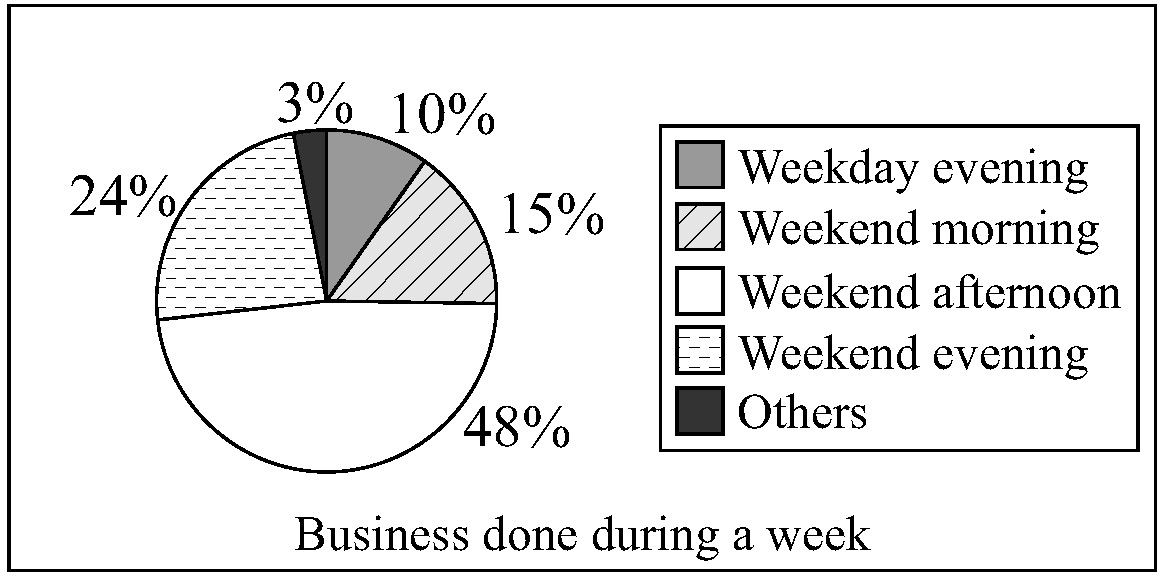 3%
10%
24%
15%
48%
Weekday evening
Weekend morning
Weekend afternoon
Weekend evening
Others
Business done during a week